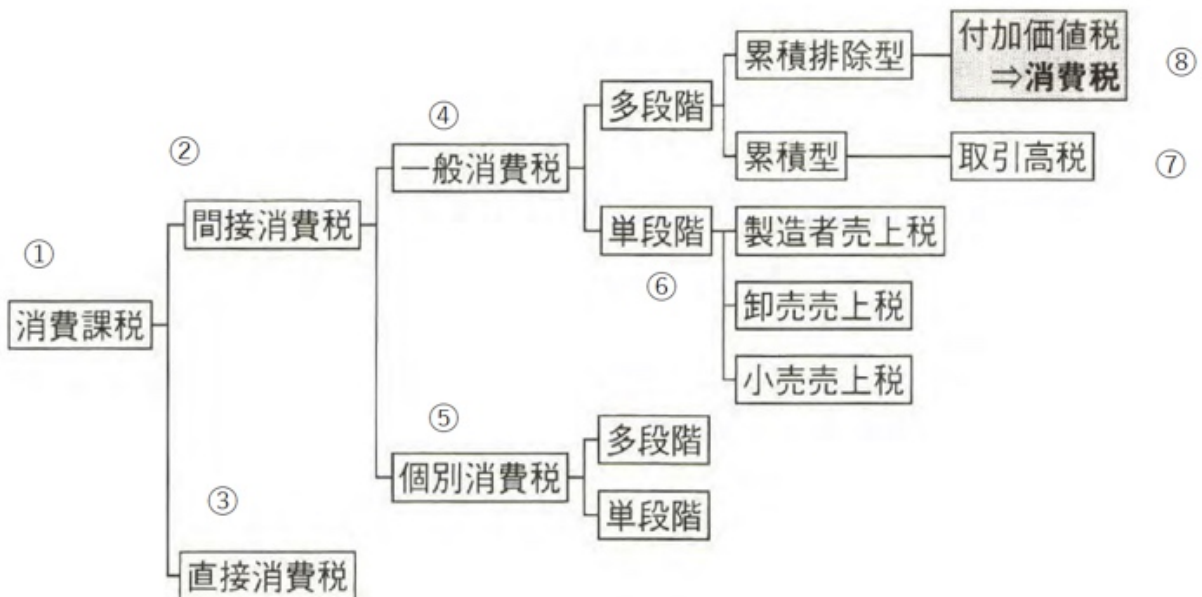 ①
消費課税
②
間接消費税
③
直接消費税
④
一般消費税
⑤
個別消費税
多段階
単段階
⑥
多段階
単段階
累積排除型
累積型
製造者売上税
卸売売上税
小売売上税
付加価値税
⇒消費税
⑧
取引高税
⑦